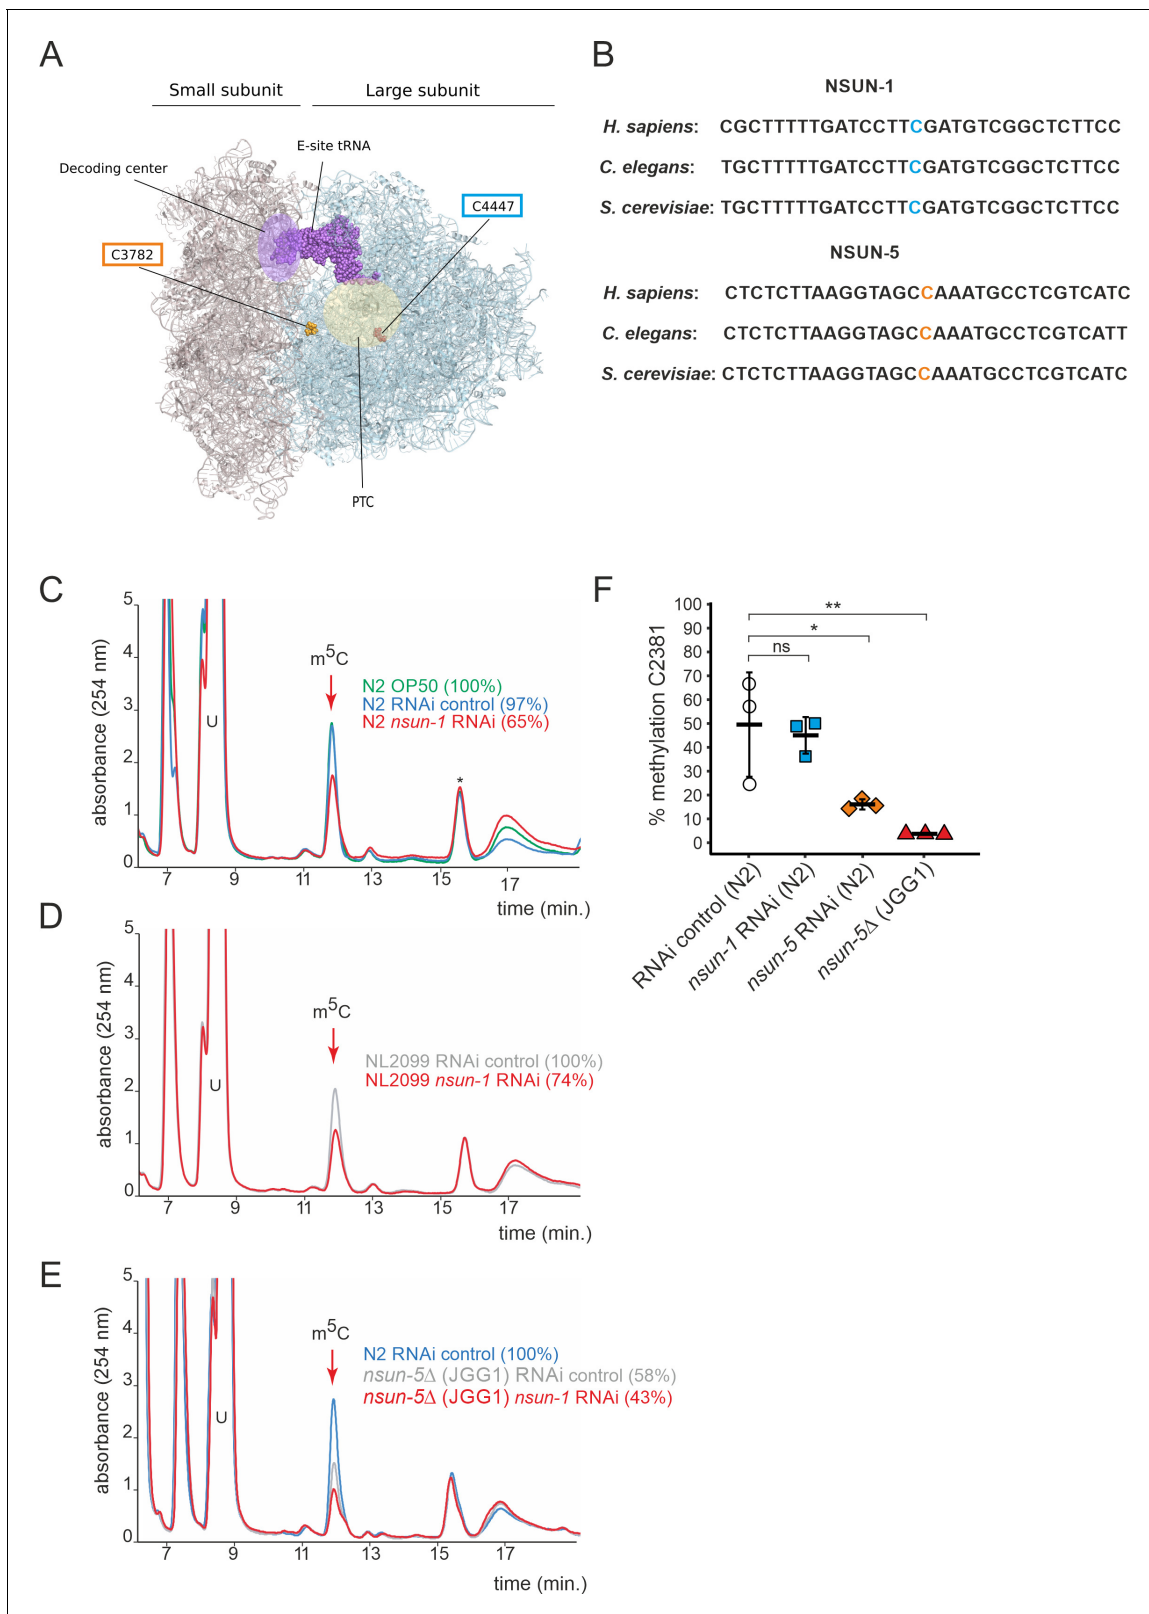 A
Small subunit
Large subunit
E-site tRNA
Decoding center
C4447
C3782
PTC
B
NSUN-1
H. sapiens: CGCTTTTTGATCCTTCGATGTCGGCTCTTCC
C. elegans: TGCTTTTTGATCCTTCGATGTCGGCTCTTCC
S. cerevisiae: TGCTTTTTGATCCTTCGATGTCGGCTCTTCC
NSUN-5
H. sapiens: CTCTCTTAAGGTAGCCAAATGCCTCGTCATC
C. elegans: CTCTCTTAAGGTAGCCAAATGCCTCGTCATT
S. cerevisiae: CTCTCTTAAGGTAGCCAAATGCCTCGTCATC
C
absorbance (254 nm)
5
4
3
2
1
0
U
m5C
N2 OP50 (100%)
N2 RNAi control (97%)
N2 nsun-1 RNAi (65%)
*
7 9 11 13 15 17
time (min.)
D
absorbance (254 nm)
5
4
3
2
1
0
U
m5C
NL2099 RNAi control (100%)
NL2099 nsun-1 RNAi (74%)
7 9 11 13 15 17
time (min.)
E
absorbance (254 nm)
5
4
3
2
1
0
U
m5C
N2 RNAi control (100%)
nsun-5Δ (JGG1) RNAi control (58%)
nsun-5Δ (JGG1) nsun-1 RNAi (43%)
7 9 11 13 15 17
time (min.)
F
% methylation C2381
100
90
80
80
70
60
50
40
30
20
10
0
**
*
ns
RNAi control (N2)
nsun-1 RNAi (N2)
nsun-5 RNAi (N2)
nsun-5Δ (JGG1)